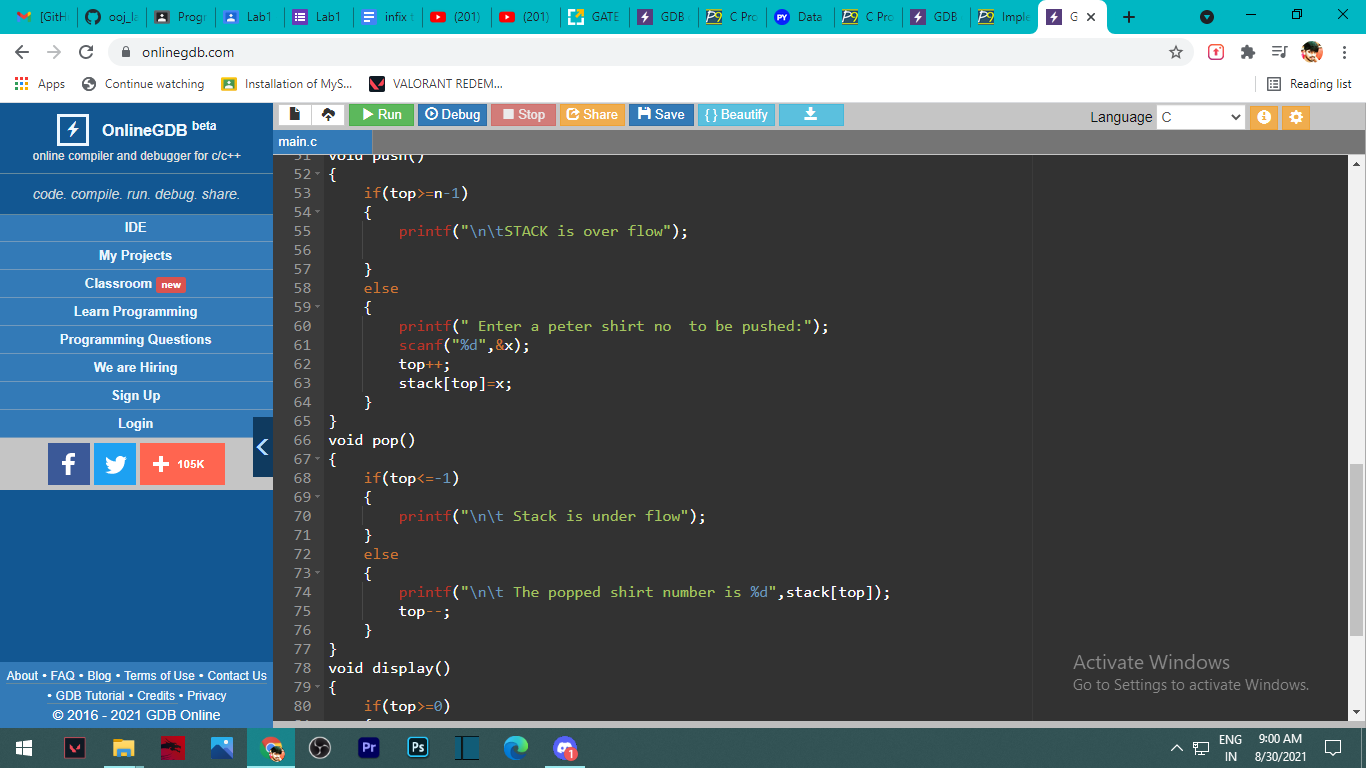 [GitH
ooj_la
Progr
Lab1
Lab1
infix t
(201)
(201)
GATE
GDB
C Pro
Data
C Pro
GDB
Imple
G
onlinegdb.com
Apps
Continue watching
Installation of MyS...
VALORANT REDEM...
Reading list
OnlineGDB beta
online compiler and debugger for c/c++
code. compile. run. debug. share.
IDE
My Projects
Classroom new
Learn Programming
Programming Questions
We are Hiring
Sign Up
Login
105K
About • FAQ • Blog • Terms of Use • Contact Us
• GDB Tutorial • Credits • Privacy
© 2016 - 2021 GDB Online
Run Debug Stop Share Save { } Beautify
Language C
main.c
51 void push()
52 {
53     if(top>=n-1)
54     {
55         printf("\n\tSTACK is over flow");
56
57     }
58     else
59     {
60         printf(" Enter a peter shirt no  to be pushed:");
61         scanf("%d",&x);
62         top++;
63         stack[top]=x;
64     }
65 }
66 void pop()
67 {
68     if(top<=-1)
69     {
70         printf("\n\t Stack is under flow");
71     }
72     else
73     {
74         printf("\n\t The popped shirt number is %d",stack[top]);
75         top--;
76     }
77 }
78 void display()
79 {
80     if(top>=0)
Activate Windows
Go to Settings to activate Windows.
Pr
Ps
1
ENG
IN
9:00 AM
8/30/2021